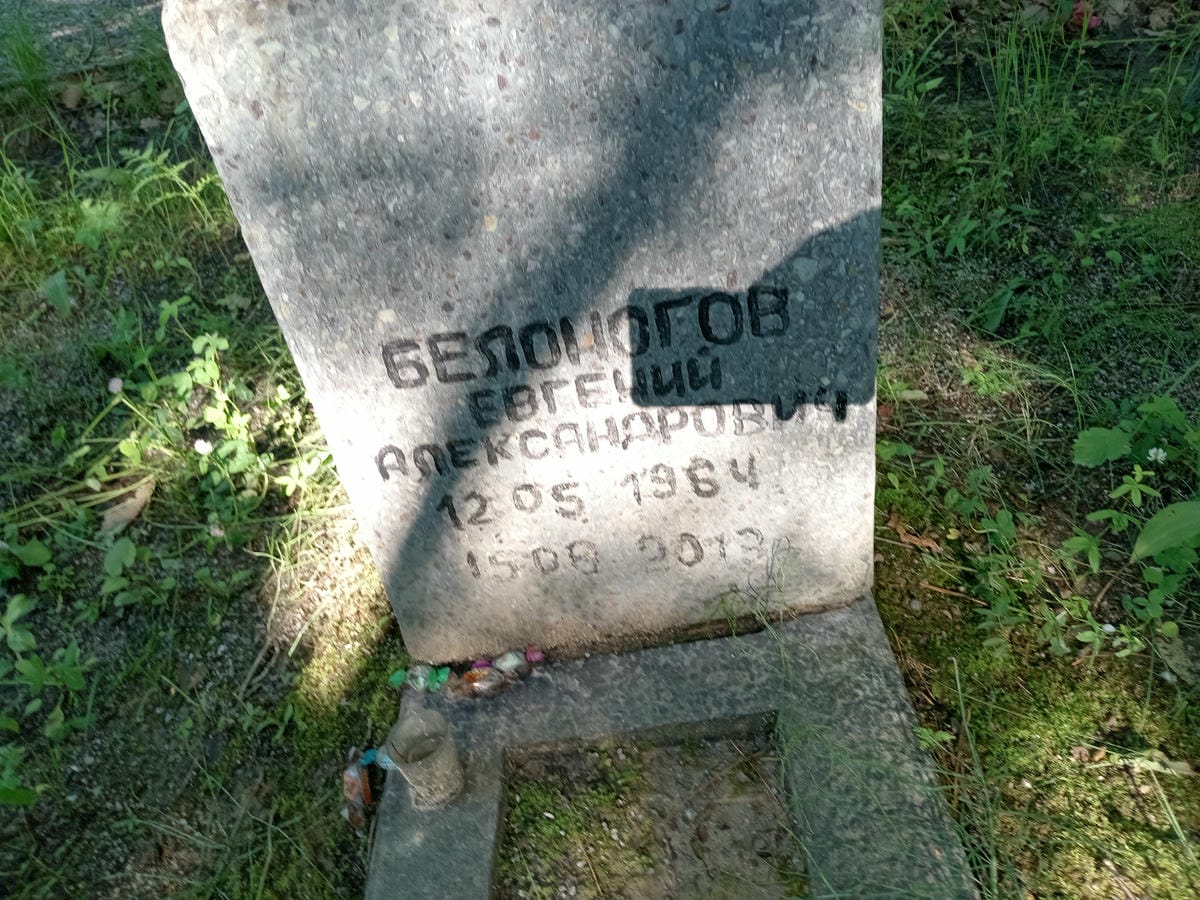 БЕЛОНОГОВ
ЕВГЕНИЙ
АЛЕКСАНДРОВИЧ
12 05 1964
15 08 2013